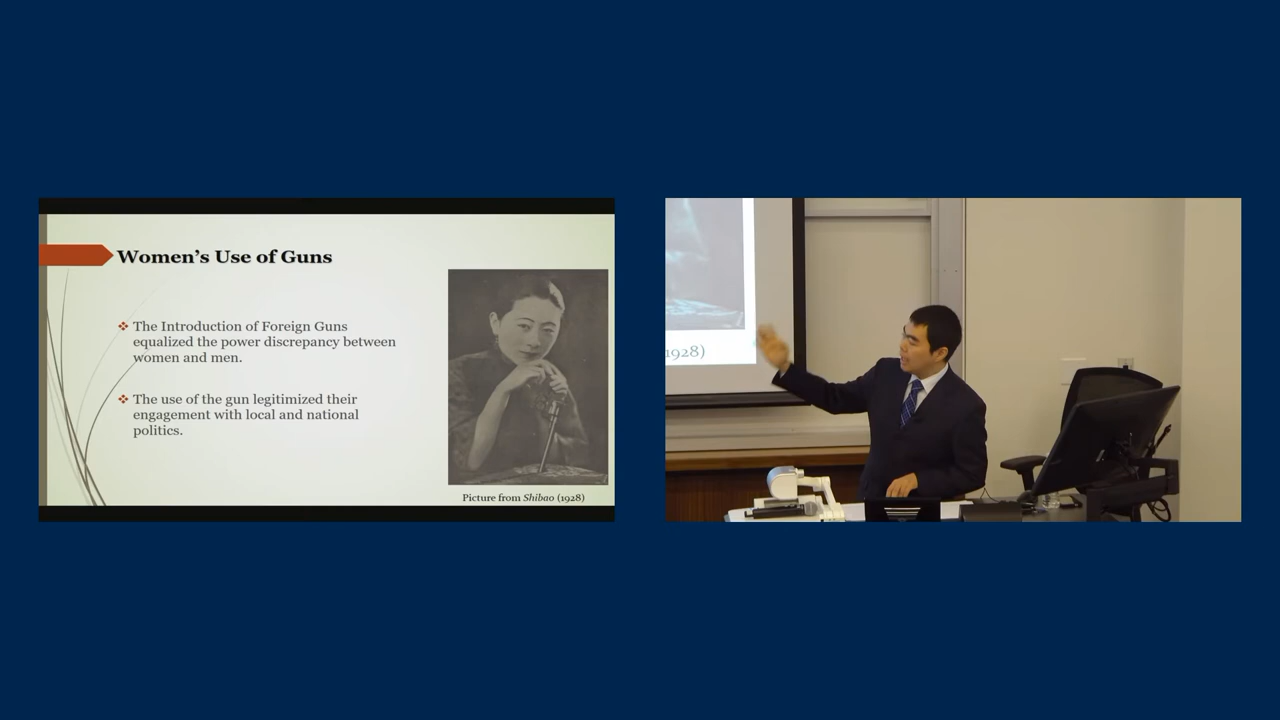 Women's Use of Guns
❖ The Introduction of Foreign Guns
equalized the power discrepancy between
women and men.
❖ The use of the gun legitimized their
engagement with local and national
politics.
Picture from Shibao (1928)
1928)